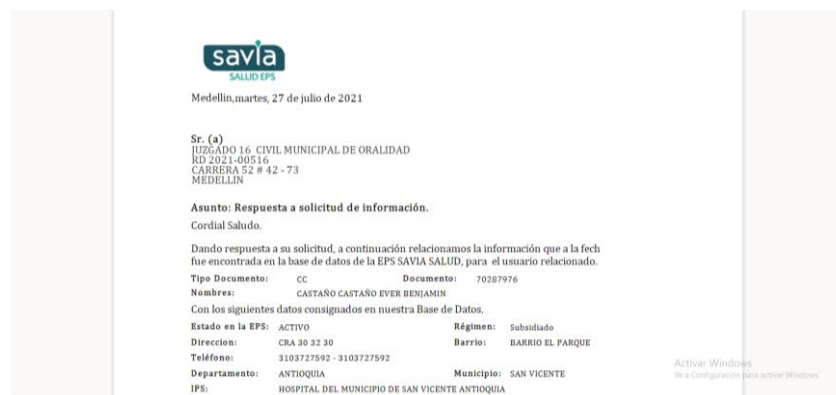 savia
SALUD EPS
Medellin,martes, 27 de julio de 2021
Sr. (a)
JUZGADO 16 CIVIL MUNICIPAL DE ORALIDAD
RD 2021-00516
CARRERA 52 # 42 - 73
MEDELLIN
Asunto: Respuesta a solicitud de información.
Cordial Saludo.
Dando respuesta a su solicitud, a continuación relacionamos la información que a la fech
fue encontrada en la base de datos de la EPS SAVIA SALUD, para el usuario relacionado.
Tipo Documento: CC Documento: 70287976
Nombres: CASTAÑO CASTAÑO EVER BENJAMIN
Con los siguientes datos consignados en nuestra Base de Datos.
Estado en la EPS: ACTIVO Régimen: Subsidiado
Direccion: CRA 30 32 30 Barrio: BARRIO EL PARQUE
Teléfono: 3103727592 - 3103727592
Departamento: ANTIOQUIA Municipio: SAN VICENTE
IPS: HOSPITAL DEL MUNICIPIO DE SAN VICENTE ANTIOQUIA
Activar Windows
Ve a Configuración para activar Windows.